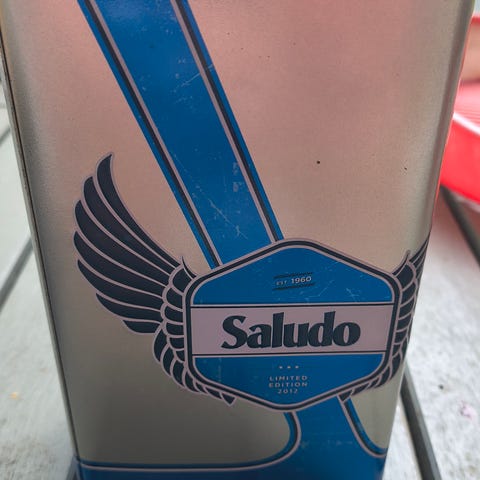 EST 1960
Saludo
LIMITED
EDITION
2012